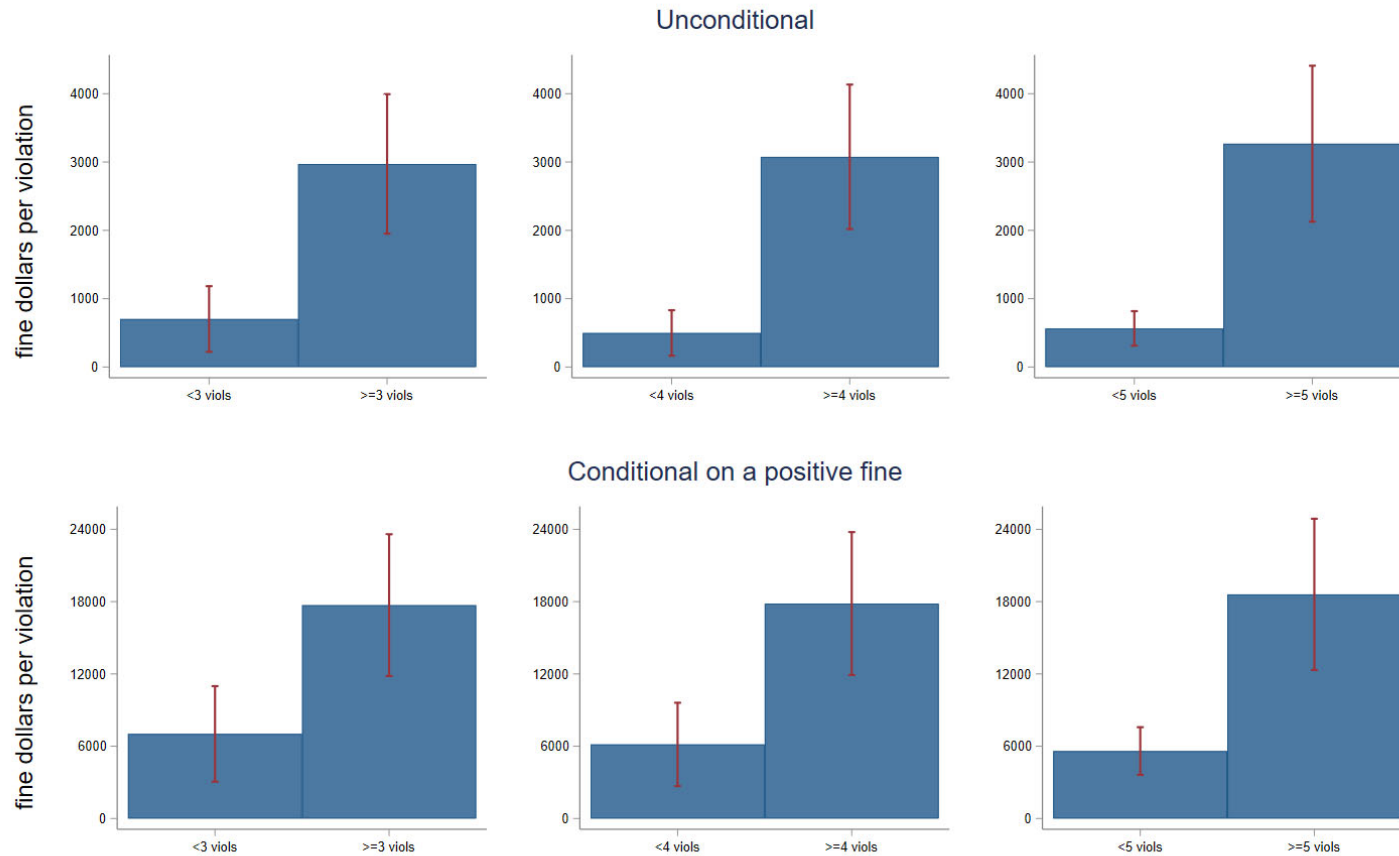 Unconditional
fine dollars per violation
4000
3000
2000
1000
0
<3 viols
>=3 viols
4000
3000
2000
1000
0
<4 viols
>=4 viols
4000
3000
2000
1000
0
<5 viols
>=5 viols
Conditional on a positive fine
fine dollars per violation
24000
18000
12000
6000
0
<3 viols
>=3 viols
24000
18000
12000
6000
0
<4 viols
>=4 viols
24000
18000
12000
6000
0
<5 viols
>=5 viols